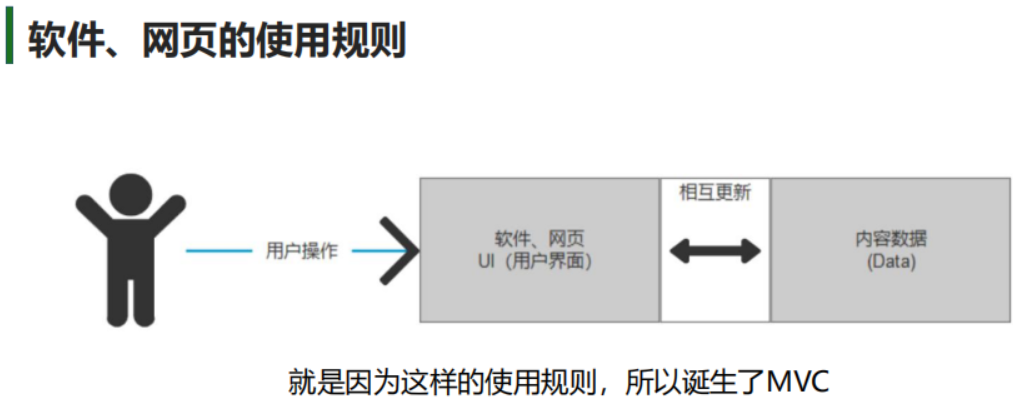 软件、网页的使用规则
相互更新
用户操作
软件、网页
UI（用户界面）
内容数据
(Data)
就是因为这样的使用规则，所以诞生了MVC